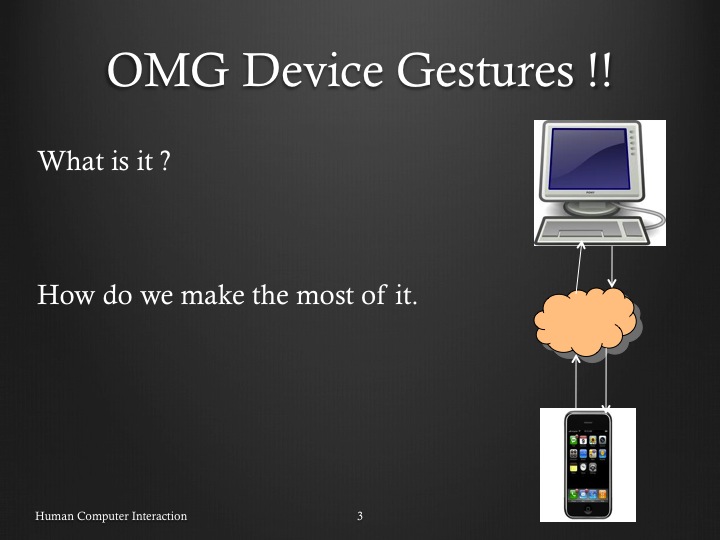 OMG Device Gestures !!
What is it ?
How do we make the most of it.
Human Computer Interaction
3